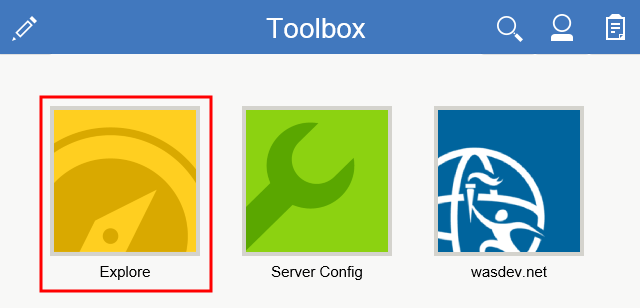 Toolbox
Explore
Server Config
wasdev.net